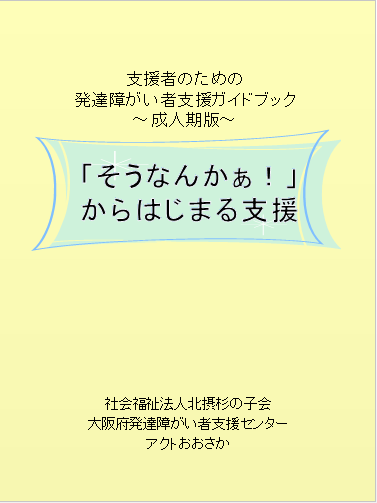 支援者のための
発達障がい者支援ガイドブック
～成人期版～
「そうなんかぁ！」
からはじまる支援
社会福祉法人北摂杉の子会
大阪府発達障がい者支援センター
アクトおおさか